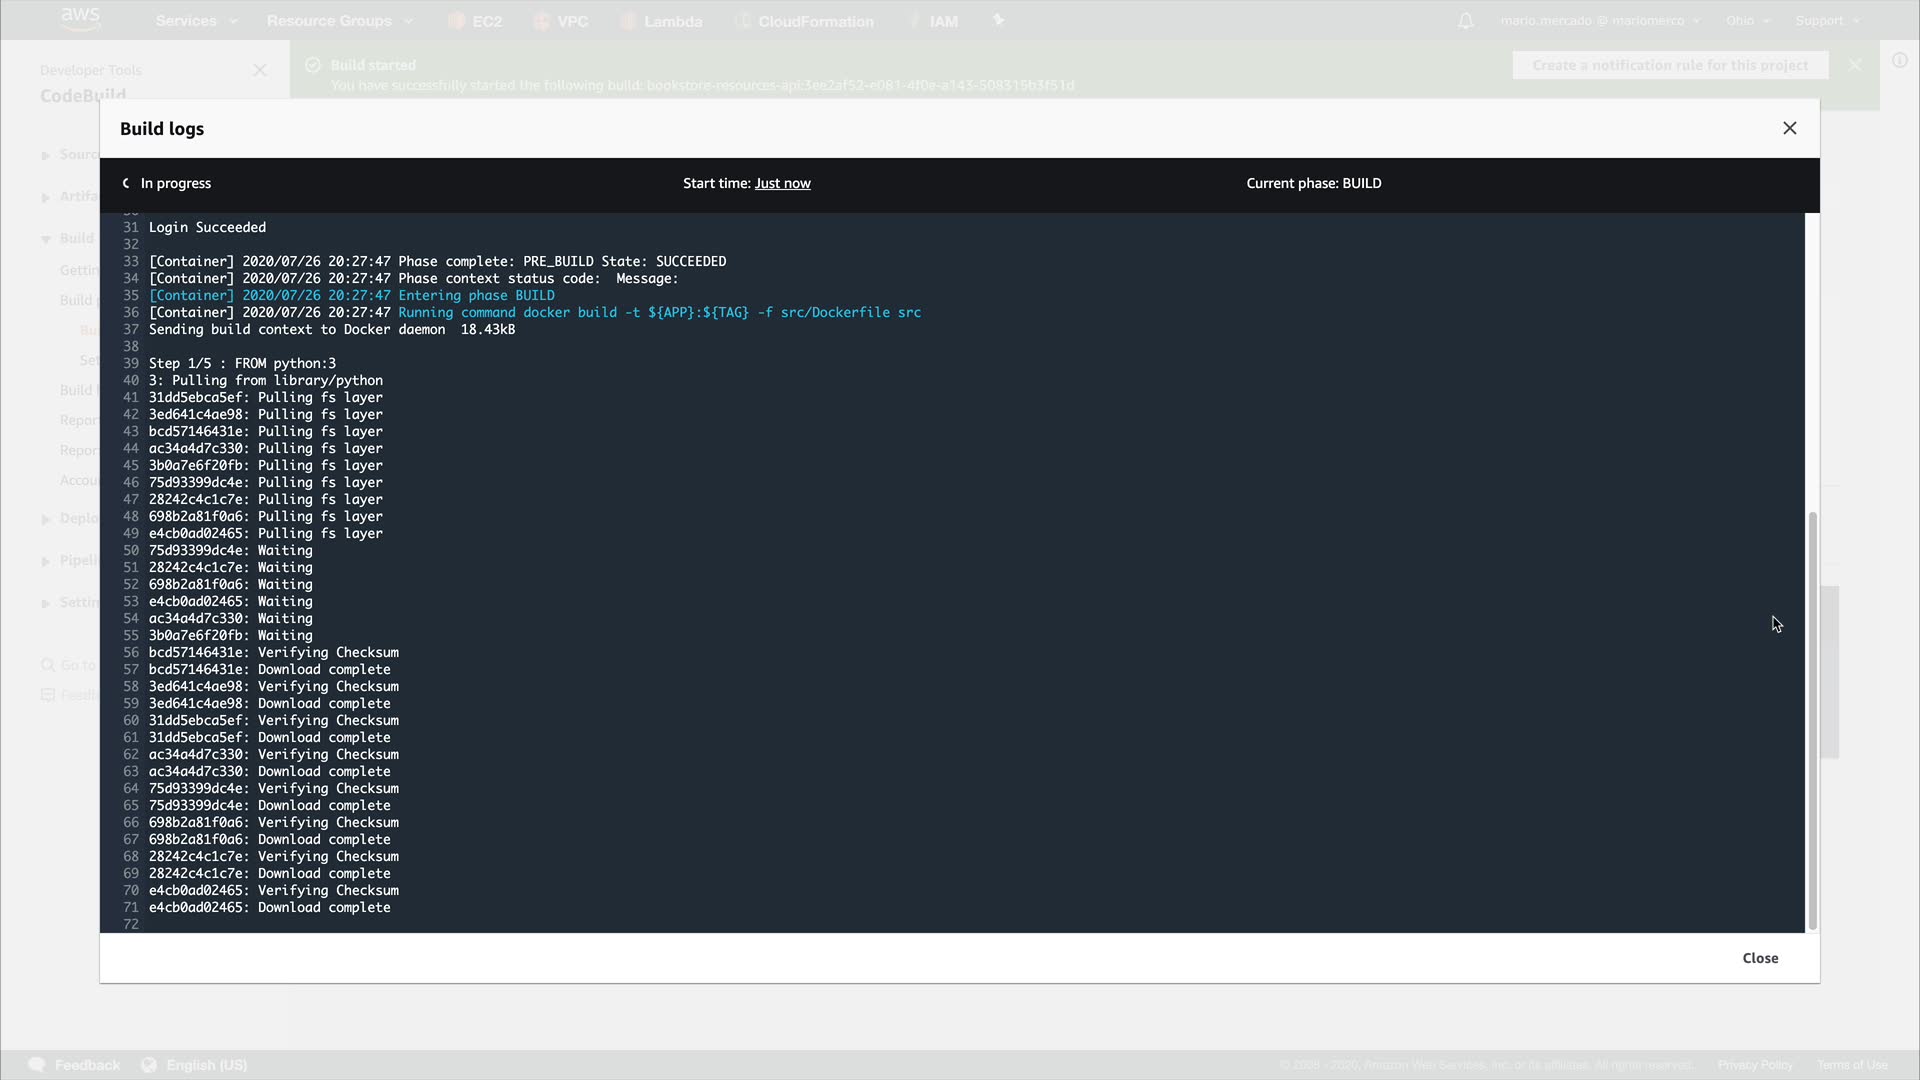 aws
Services
Resource Groups
EC2
VPC
Lambda
CloudFormation
IAM
mario.mercado @ mariomerco
Ohio
Support
Developer Tools
CodeBuild
Build started
You have successfully started the following build: bookstore-resources-api:3ee2af52-e081-4f0e-a143-508315b3f51d
Create a notification rule for this project
Build logs
In progress
Start time: Just now
Current phase: BUILD
31 Login Succeeded
32
33 [Container] 2020/07/26 20:27:47 Phase complete: PRE_BUILD State: SUCCEEDED
34 [Container] 2020/07/26 20:27:47 Phase context status code:  Message:
35 [Container] 2020/07/26 20:27:47 Entering phase BUILD
36 [Container] 2020/07/26 20:27:47 Running command docker build -t ${APP}:${TAG} -f src/Dockerfile src
37 Sending build context to Docker daemon  18.43kB
38
39 Step 1/5 : FROM python:3
40 3: Pulling from library/python
41 31dd5ebca5ef: Pulling fs layer
42 3ed641c4ae98: Pulling fs layer
43 bcd57146431e: Pulling fs layer
44 ac34a4d7c330: Pulling fs layer
45 3b0a7e6f20fb: Pulling fs layer
46 75d93399dc4e: Pulling fs layer
47 28242c4c1c7e: Pulling fs layer
48 698b2a81f0a6: Pulling fs layer
49 e4cb0ad02465: Pulling fs layer
50 75d93399dc4e: Waiting
51 28242c4c1c7e: Waiting
52 698b2a81f0a6: Waiting
53 e4cb0ad02465: Waiting
54 ac34a4d7c330: Waiting
55 3b0a7e6f20fb: Waiting
56 bcd57146431e: Verifying Checksum
57 bcd57146431e: Download complete
58 3ed641c4ae98: Verifying Checksum
59 3ed641c4ae98: Download complete
60 31dd5ebca5ef: Verifying Checksum
61 31dd5ebca5ef: Download complete
62 ac34a4d7c330: Verifying Checksum
63 ac34a4d7c330: Download complete
64 75d93399dc4e: Verifying Checksum
65 75d93399dc4e: Download complete
66 698b2a81f0a6: Verifying Checksum
67 698b2a81f0a6: Download complete
68 28242c4c1c7e: Verifying Checksum
69 28242c4c1c7e: Download complete
70 e4cb0ad02465: Verifying Checksum
71 e4cb0ad02465: Download complete
72
Build
Build
Go to
Close
Feedback
English (US)
© 2008 - 2020, Amazon Web Services, Inc. or its affiliates. All rights reserved.
Privacy Policy
Terms of Use